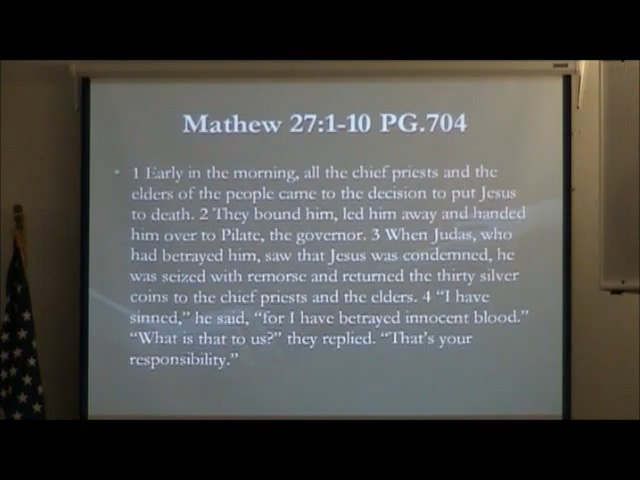 Mathew 27:1-10 PG.704
• 1 Early in the morning, all the chief priests and the
elders of the people came to the decision to put Jesus
to death. 2 They bound him, led him away and handed
him over to Pilate, the governor. 3 When Judas, who
had betrayed him, saw that Jesus was condemned, he
was seized with remorse and returned the thirty silver
coins to the chief priests and the elders. 4 “I have
sinned,” he said, “for I have betrayed innocent blood.”
“What is that to us?” they replied. “That’s your
responsibility.”